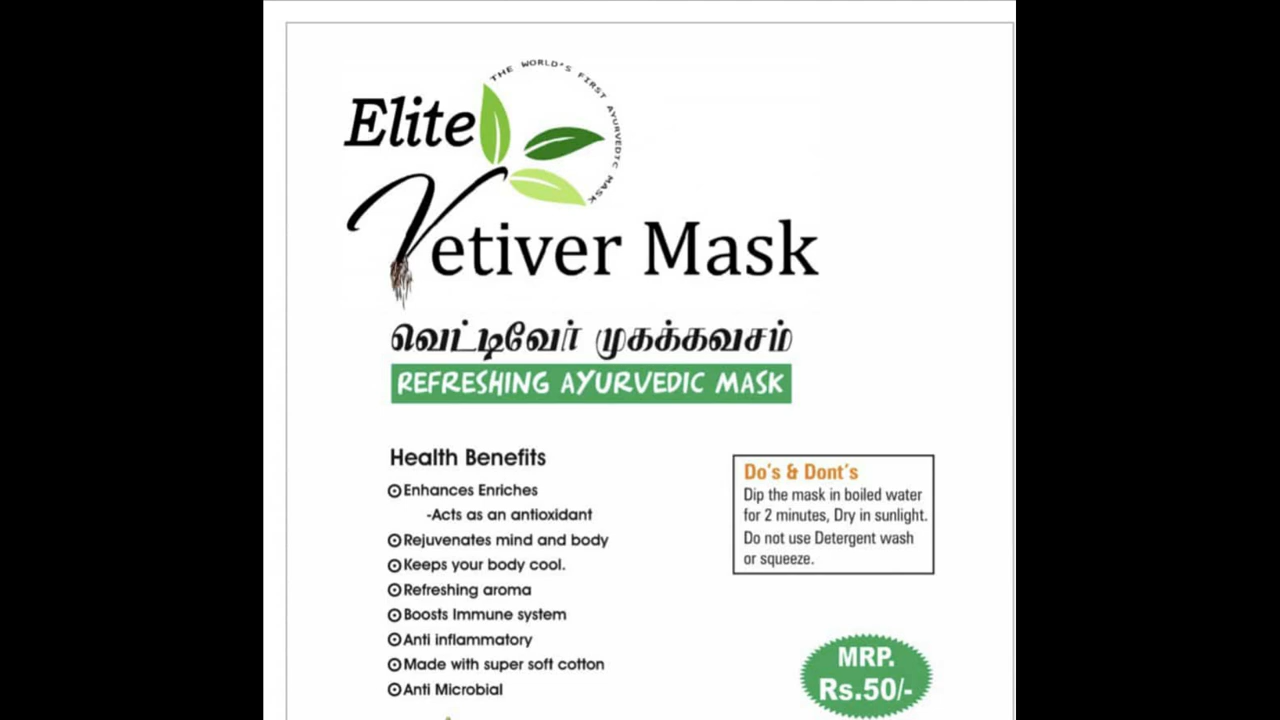 THE WORLD'S FIRST AYURVEDIC MASK
Elite
Vetiver Mask
வெட்டிவேர் முகக்கவசம்
REFRESHING AYURVEDIC MASK
Health Benefits
Enhances Enriches
-Acts as an antioxidant
Rejuvenates mind and body
Keeps your body cool.
Refreshing aroma
Boosts Immune system
Anti inflammatory
Made with super soft cotton
Anti Microbial
Do's & Dont's
Dip the mask in boiled water
for 2 minutes, Dry in sunlight.
Do not use Detergent wash
or squeeze.
MRP.
Rs.50/-